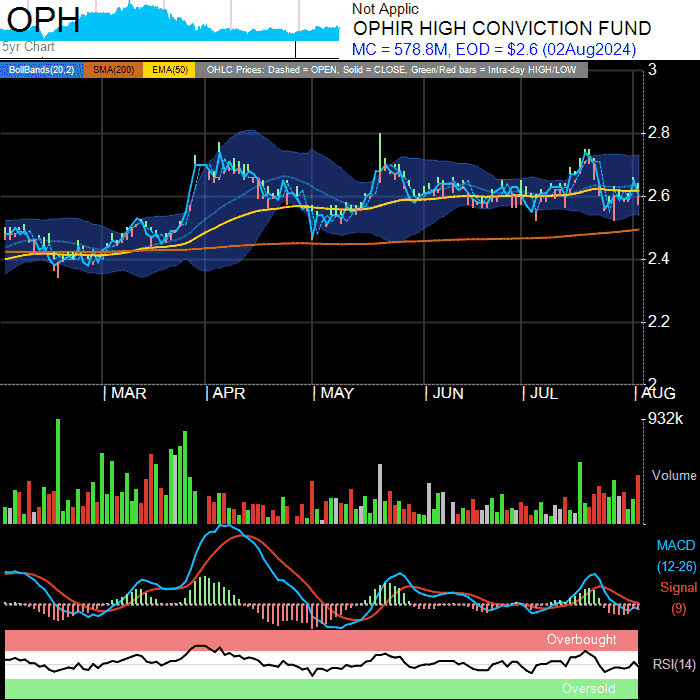 OPH
5yr Chart
Not Applic
OPHIR HIGH CONVICTION FUND
MC = 578.8M, EOD = $2.6 (02Aug2024)
BollBands(20,2) SMA(200) EMA(50) OHLC Prices: Dashed = OPEN, Solid = CLOSE, Green/Red bars = Intra-day HIGH/LOW
3
2.8
2.6
2.4
2.2
2
MAR APR MAY JUN JUL AUG
932k
Volume
MACD
(12-26)
Signal
(9)
Overbought
RSI(14)
Oversold